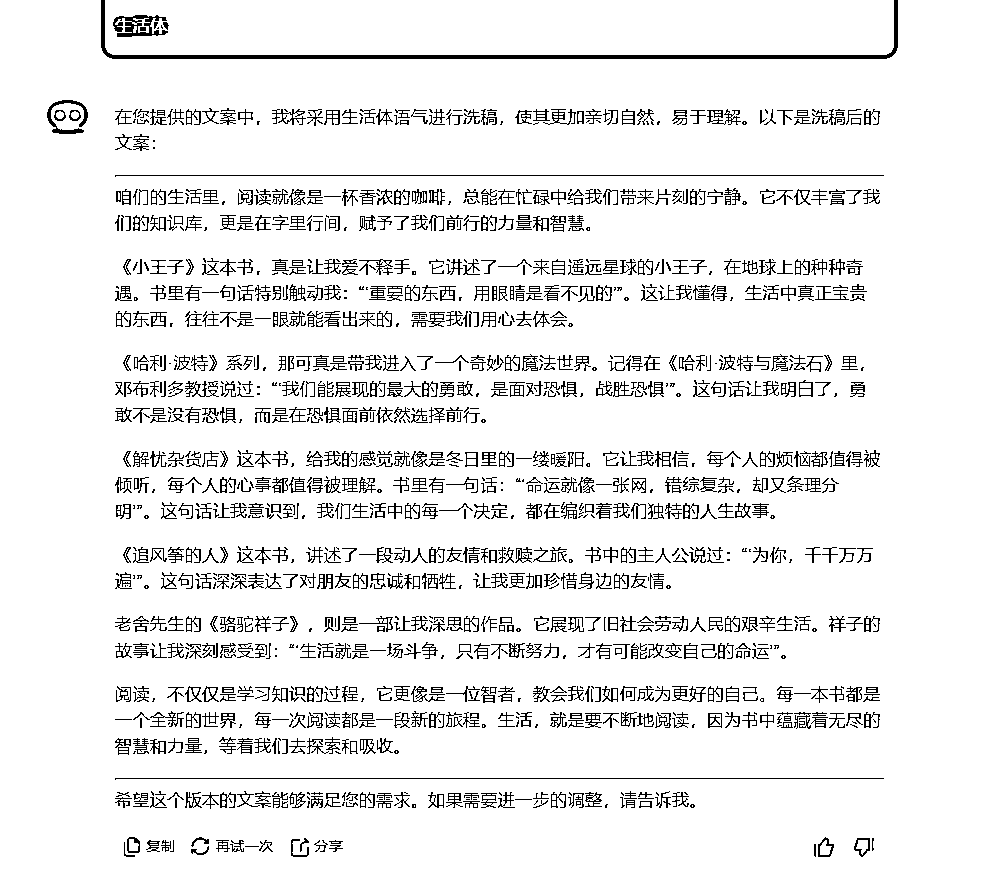 生活体
在您提供的文案中，我将采用生活体语气进行洗稿，使其更加亲切自然，易于理解。以下是洗稿后的
文案：
咱们的生活里，阅读就像是一杯香浓的咖啡，总能在忙碌中给我们带来片刻的宁静。它不仅丰富了我
们的知识库，更是在字里行间，赋予了我们前行的力量和智慧。
《小王子》这本书，真是让我爱不释手。它讲述了一个来自遥远星球的小王子，在地球上的种种奇
遇。书里有一句话特别触动我：“‘重要的东西，用眼睛是看不见的’”。这让我懂得，生活中真正宝贵
的东西，往往不是一眼就能看出来的，需要我们用心去体会。
《哈利·波特》系列，那可真是带我进入了一个奇妙的魔法世界。记得在《哈利·波特与魔法石》里，
邓布利多教授说过：“‘我们能展现的最大的勇敢，是面对恐惧，战胜恐惧’”。这句话让我明白了，勇
敢不是没有恐惧，而是在恐惧面前依然选择前行。
《解忧杂货店》这本书，给我的感觉就像是冬日里的一缕暖阳。它让我相信，每个人的烦恼都值得被
倾听，每个人的心事都值得被理解。书里有一句话：“‘命运就像一张网，错综复杂，却又条理分
明’”。这句话让我意识到，我们生活中的每一个决定，都在编织着我们独特的人生故事。
《追风筝的人》这本书，讲述了一段动人的友情和救赎之旅。书中的主人公说过：“‘为你，千千万万
遍’”。这句话深深表达了对朋友的忠诚和牺牲，让我更加珍惜身边的友情。
老舍先生的《骆驼祥子》，则是一部让我深思的作品。它展现了旧社会劳动人民的艰辛生活。祥子的
故事让我深刻感受到：“‘生活就是一场斗争，只有不断努力，才有可能改变自己的命运’”。
阅读，不仅仅是学习知识的过程，它更像是一位智者，教会我们如何成为更好的自己。每一本书都是
一个全新的世界，每一次阅读都是一段新的旅程。生活，就是要不断地阅读，因为书中蕴藏着无尽的
智慧和力量，等着我们去探索和吸收。
希望这个版本的文案能够满足您的需求。如果需要进一步的调整，请告诉我。
复制 再试一次 分享